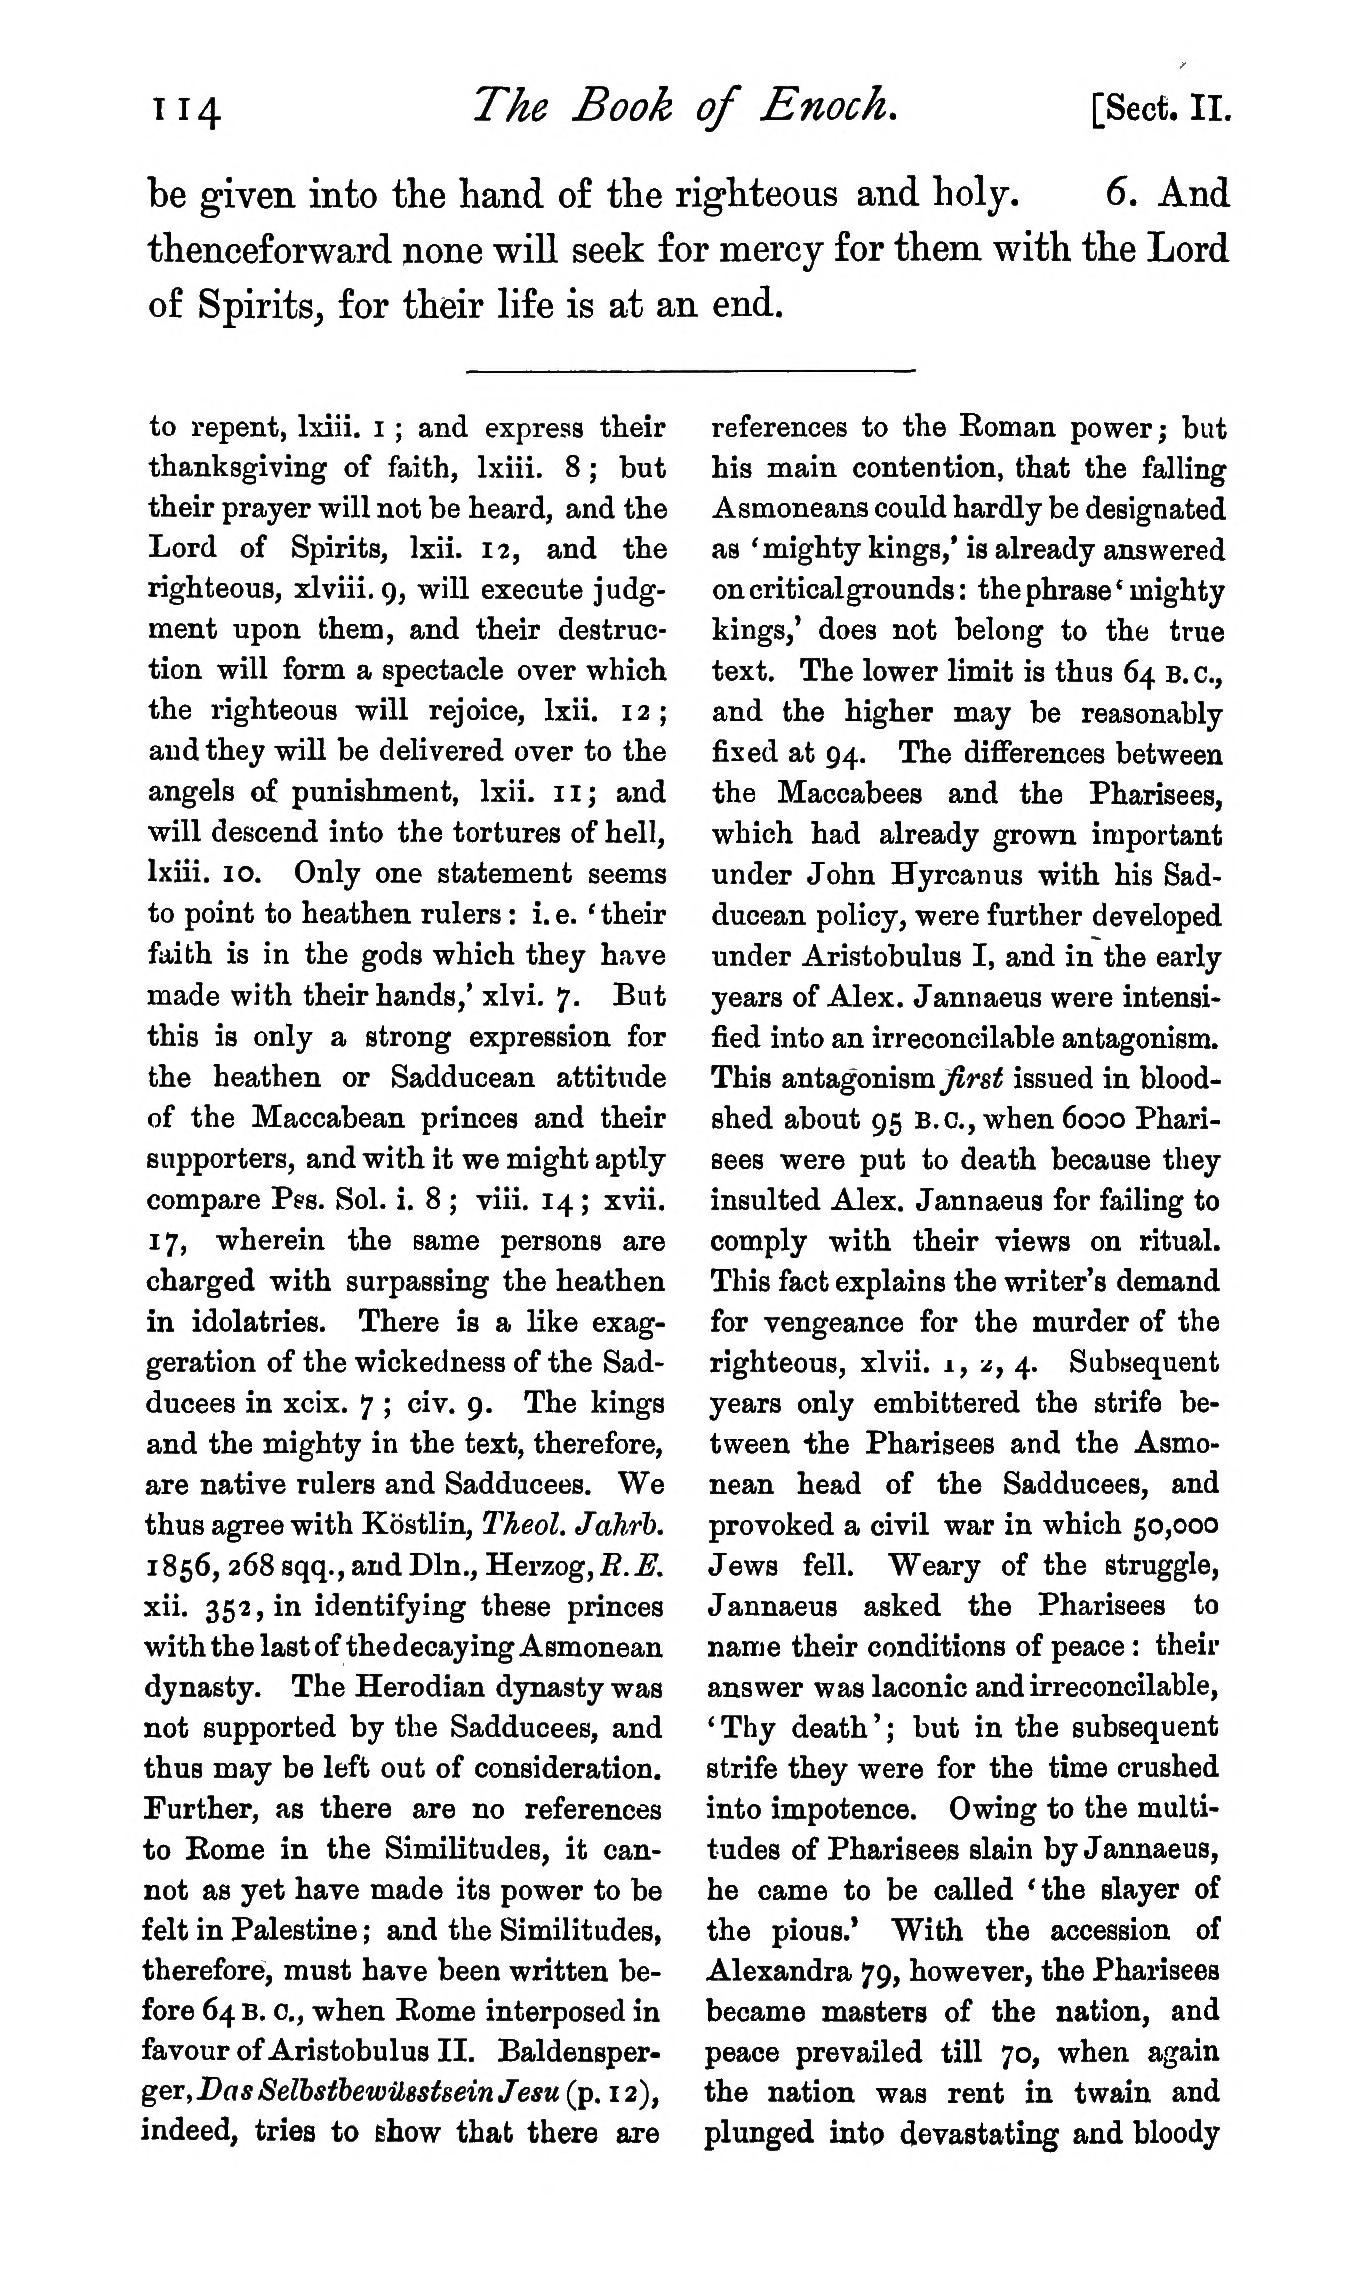 114 The Book of Enoch. [Sect. II.
be given into the hand of the righteous and holy. 6. And
thenceforward none will seek for mercy for them with the Lord
of Spirits, for their life is at an end.
to repent, lxiii. 1 ; and express their
thanksgiving of faith, lxiii. 8 ; but
their prayer will not be heard, and the
Lord of Spirits, lxii. 12, and the
righteous, xlviii. 9, will execute judg-
ment upon them, and their destruc-
tion will form a spectacle over which
the righteous will rejoice, lxii. 12 ;
and they will be delivered over to the
angels of punishment, lxii. 11; and
will descend into the tortures of hell,
lxiii. 10. Only one statement seems
to point to heathen rulers : i. e. ‘their
faith is in the gods which they have
made with their hands,’ xlvi. 7. But
this is only a strong expression for
the heathen or Sadducean attitude
of the Maccabean princes and their
supporters, and with it we might aptly
compare Pss. Sol. i. 8 ; viii. 14 ; xvii.
17, wherein the same persons are
charged with surpassing the heathen
in idolatries. There is a like exag-
geration of the wickedness of the Sad-
ducees in xcix. 7 ; civ. 9. The kings
and the mighty in the text, therefore,
are native rulers and Sadducees. We
thus agree with Köstlin, Theol. Jahrb.
1856, 268 sqq., and Dln., Herzog, R. E.
xii. 352, in identifying these princes
with the last of the decaying Asmonean
dynasty. The Herodian dynasty was
not supported by the Sadducees, and
thus may be left out of consideration.
Further, as there are no references
to Rome in the Similitudes, it can-
not as yet have made its power to be
felt in Palestine ; and the Similitudes,
therefore, must have been written be-
fore 64 B. C., when Rome interposed in
favour of Aristobulus II. Baldensper-
ger, Das Selbstbewüsstsein Jesu (p. 12),
indeed, tries to show that there are
references to the Roman power ; but
his main contention, that the falling
Asmoneans could hardly be designated
as ‘mighty kings,’ is already answered
on critical grounds : the phrase ‘mighty
kings,’ does not belong to the true
text. The lower limit is thus 64 B. C.,
and the higher may be reasonably
fixed at 94. The differences between
the Maccabees and the Pharisees,
which had already grown important
under John Hyrcanus with his Sad-
ducean policy, were further developed
under Aristobulus I, and in the early
years of Alex. Jannaeus were intensi-
fied into an irreconcilable antagonism.
This antagonism first issued in blood-
shed about 95 B. C., when 6000 Phari-
sees were put to death because they
insulted Alex. Jannaeus for failing to
comply with their views on ritual.
This fact explains the writer’s demand
for vengeance for the murder of the
righteous, xlvii. 1, 2, 4. Subsequent
years only embittered the strife be-
tween the Pharisees and the Asmo-
nean head of the Sadducees, and
provoked a civil war in which 50,000
Jews fell. Weary of the struggle,
Jannaeus asked the Pharisees to
name their conditions of peace : their
answer was laconic and irreconcilable,
‘Thy death’ ; but in the subsequent
strife they were for the time crushed
into impotence. Owing to the multi-
tudes of Pharisees slain by Jannaeus,
he came to be called ‘the slayer of
the pious.’ With the accession of
Alexandra 79, however, the Pharisees
became masters of the nation, and
peace prevailed till 70, when again
the nation was rent in twain and
plunged into devastating and bloody